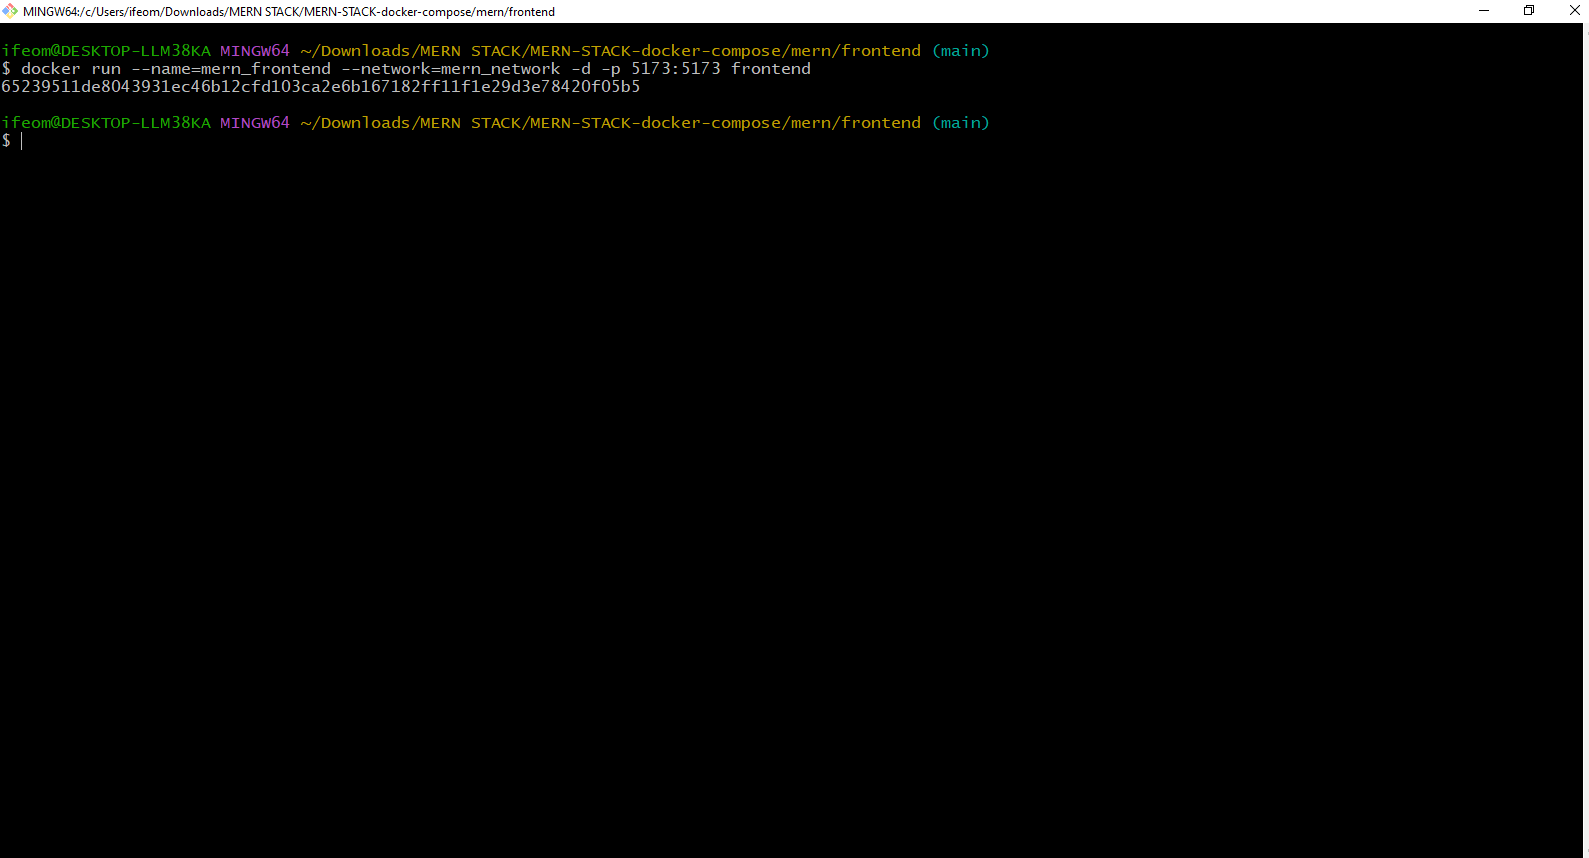 MINGW64:/c/Users/ifeom/Downloads/MERN STACK/MERN-STACK-docker-compose/mern/frontend
ifeom@DESKTOP-LLM38KA MINGW64 ~/Downloads/MERN STACK/MERN-STACK-docker-compose/mern/frontend (main)
$ docker run --name=mern_frontend --network=mern_network -d -p 5173:5173 frontend
65239511de8043931ec46b12cfd103ca2e6b167182ff11f1e29d3e78420f05b5
ifeom@DESKTOP-LLM38KA MINGW64 ~/Downloads/MERN STACK/MERN-STACK-docker-compose/mern/frontend (main)
$